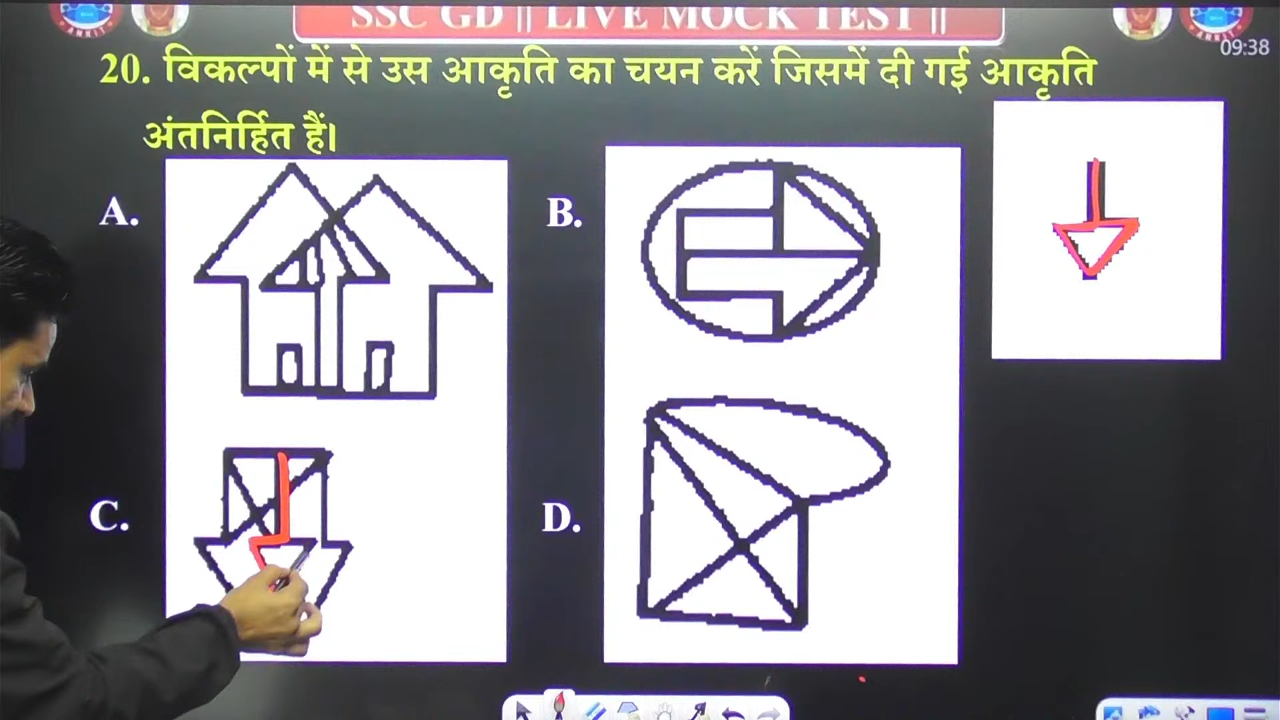 SSC GD || LIVE MOCK TEST ||
09:38
20. विकल्पों में से उस आकृति का चयन करें जिसमें दी गई आकृति
अंतनिर्हित हैं।
A.
B.
C.
D.